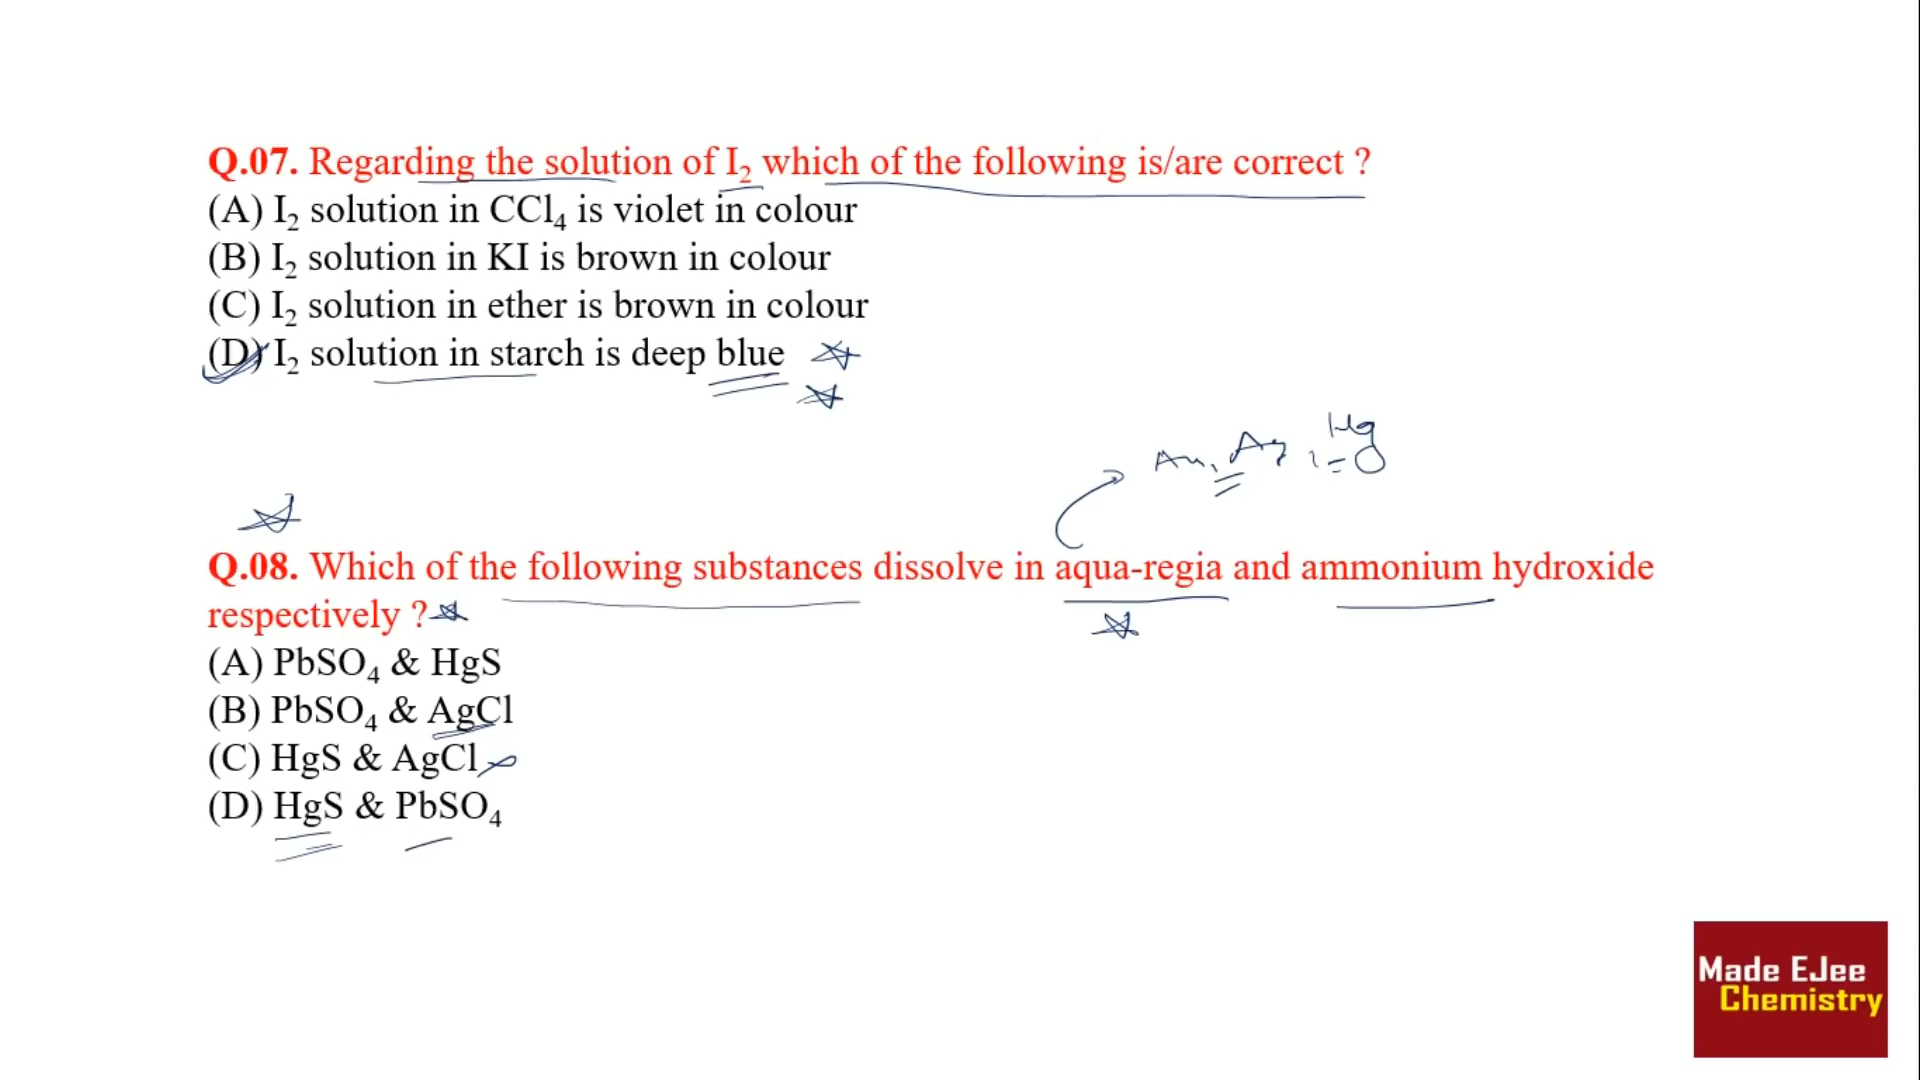 Q.07. Regarding the solution of I₂ which of the following is/are correct ?
(A) I₂ solution in CCl₄ is violet in colour
(B) I₂ solution in KI is brown in colour
(C) I₂ solution in ether is brown in colour
(D) I₂ solution in starch is deep blue
Au, Ag, Hg
Q.08. Which of the following substances dissolve in aqua-regia and ammonium hydroxide
respectively ?
(A) PbSO₄ & HgS
(B) PbSO₄ & AgCl
(C) HgS & AgCl
(D) HgS & PbSO₄
Made EJee
Chemistry